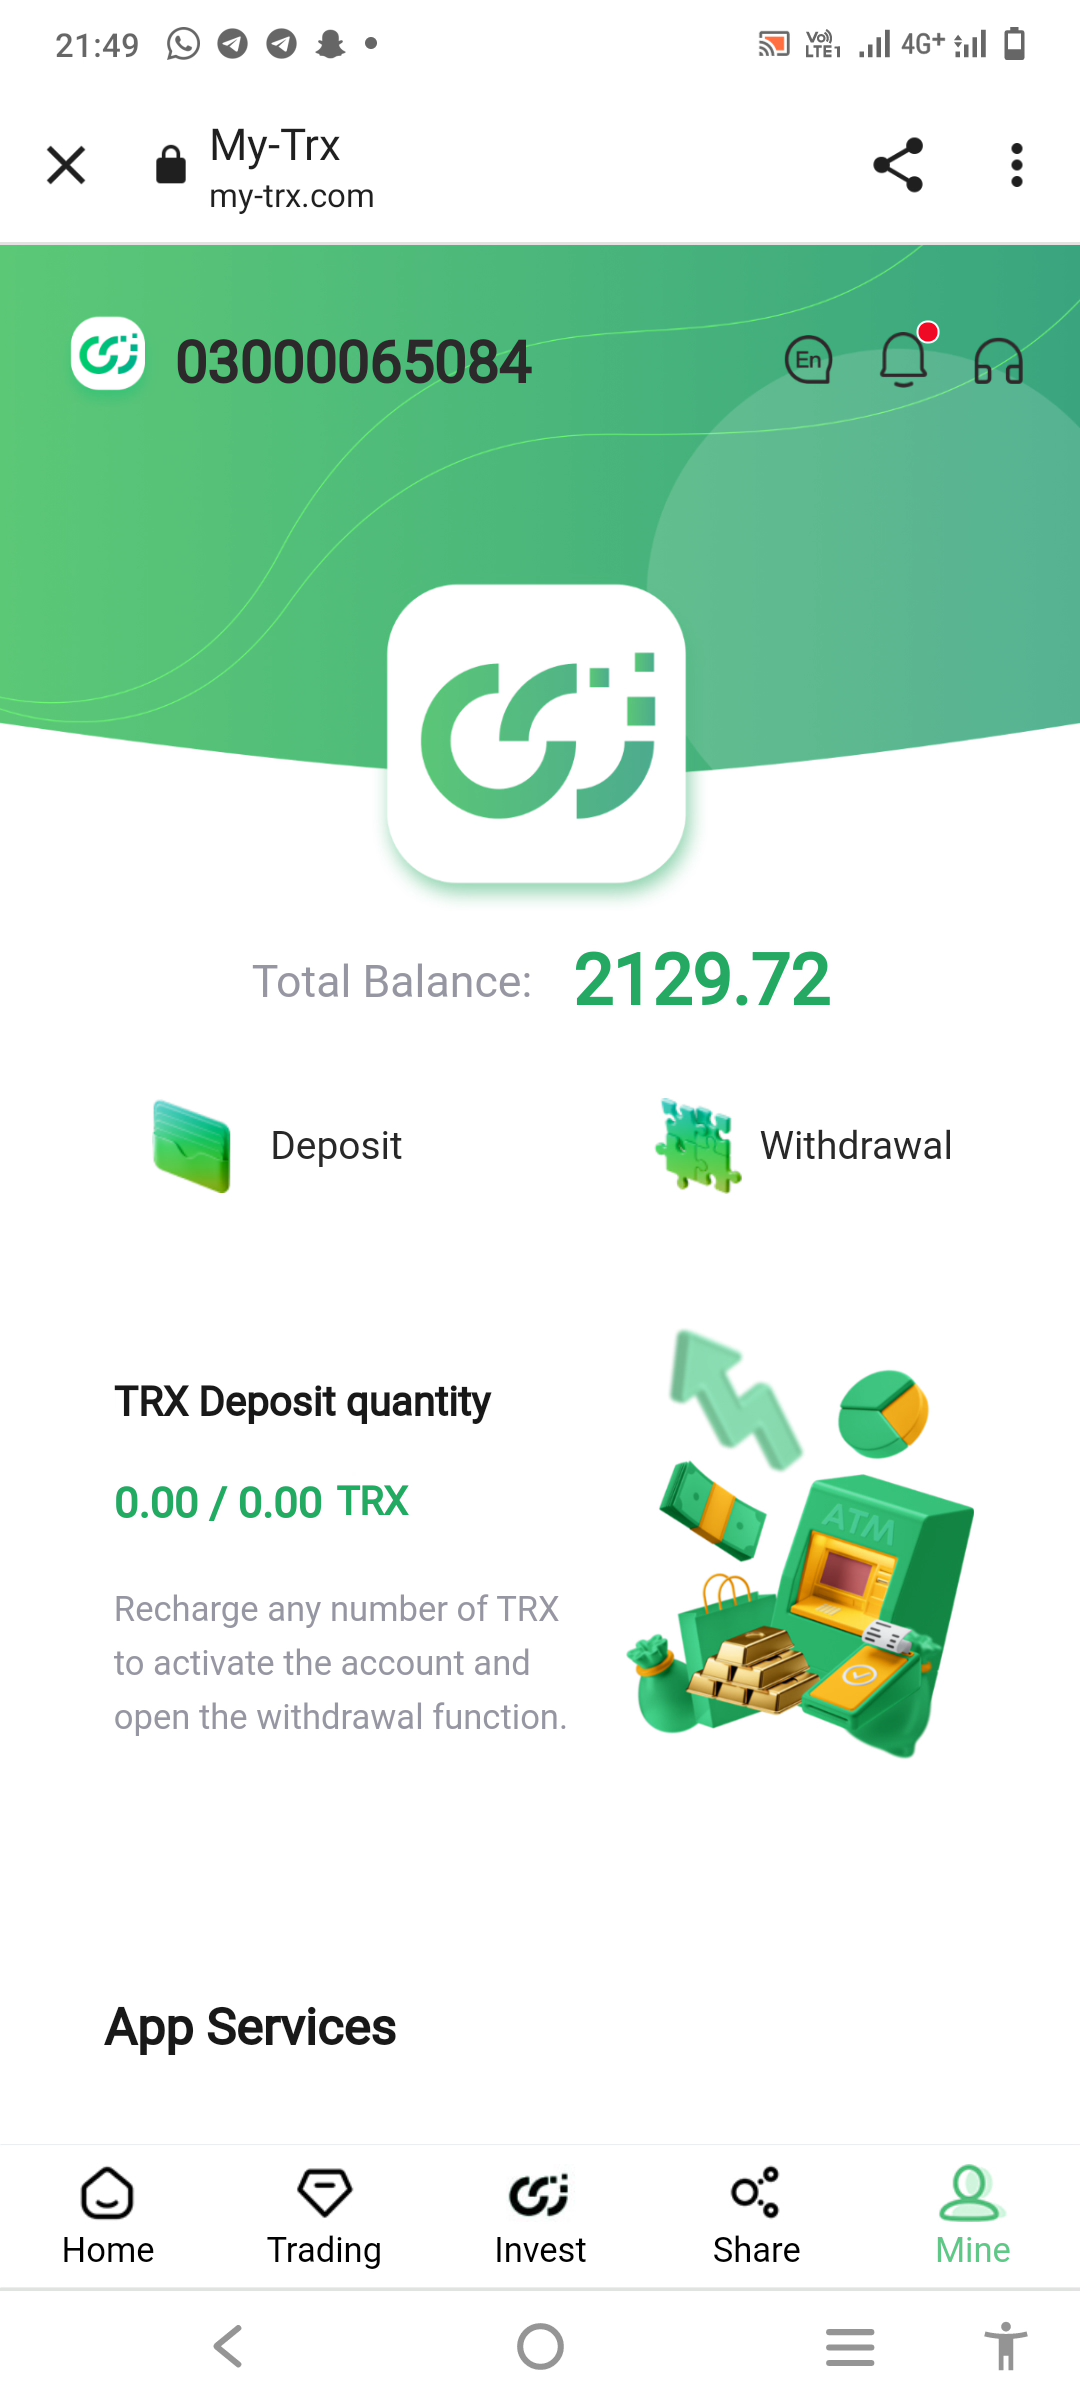 21:49
Vo)) LTE1 4G+
My-Trx
my-trx.com
03000065084
En
Total Balance: 2129.72
Deposit
Withdrawal
TRX Deposit quantity
0.00 / 0.00 TRX
Recharge any number of TRX
to activate the account and
open the withdrawal function.
ATM
App Services
Home
Trading
Invest
Share
Mine